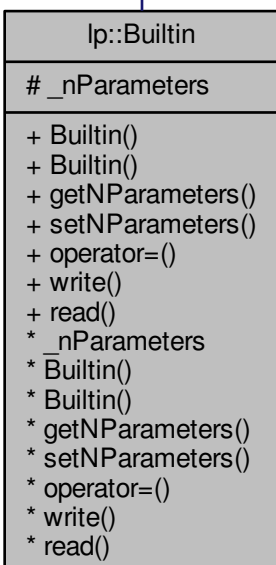 lp::Builtin
# _nParameters
+ Builtin()
+ Builtin()
+ getNParameters()
+ setNParameters()
+ operator=()
+ write()
+ read()
* _nParameters
* Builtin()
* Builtin()
* getNParameters()
* setNParameters()
* operator=()
* write()
* read()